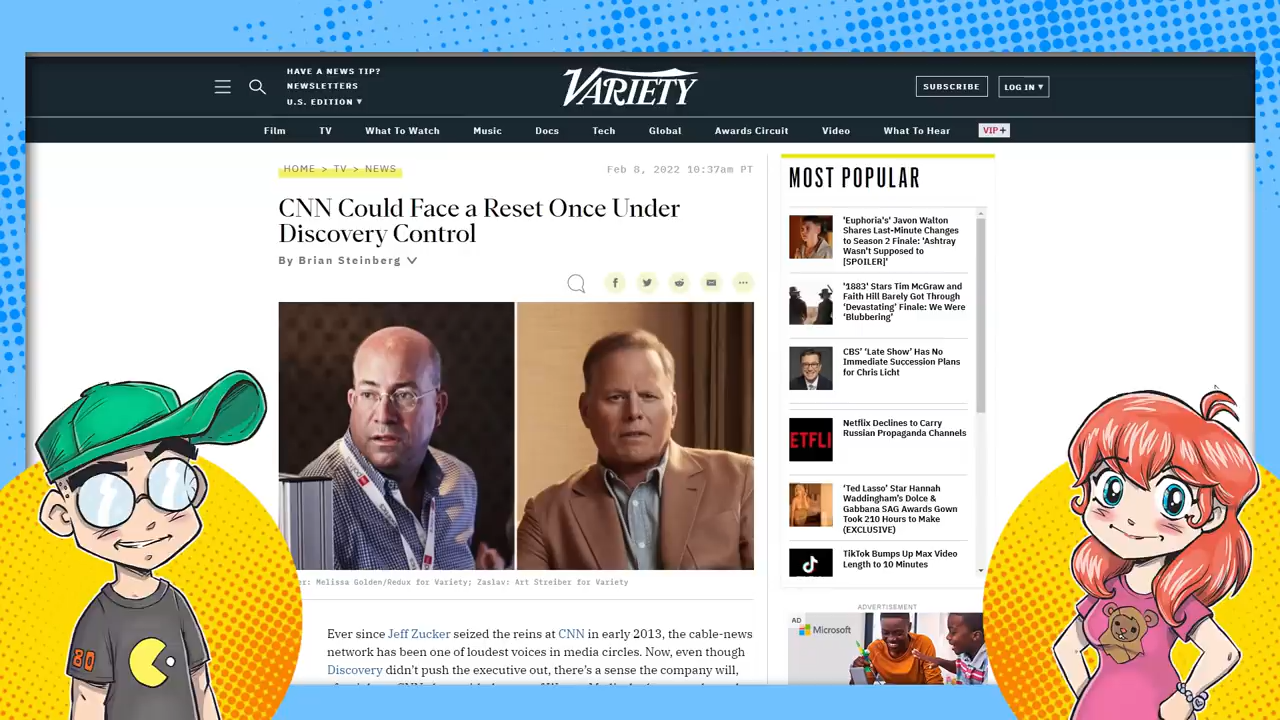 HAVE A NEWS TIP?
NEWSLETTERS
U.S. EDITION ▾
VARIETY
SUBSCRIBE
LOG IN ▾
Film TV What To Watch Music Docs Tech Global Awards Circuit Video What To Hear VIP+
HOME > TV > NEWS
Feb 8, 2022 10:37am PT
CNN Could Face a Reset Once Under
Discovery Control
By Brian Steinberg
er: Melissa Golden/Redux for Variety; Zaslav: Art Streiber for Variety
Ever since Jeff Zucker seized the reins at CNN in early 2013, the cable-news
network has been one of loudest voices in media circles. Now, even though
Discovery didn't push the executive out, there's a sense the company will,
MOST POPULAR
'Euphoria's' Javon Walton
Shares Last-Minute Changes
to Season 2 Finale: 'Ashtray
Wasn't Supposed to
[SPOILER]'
'1883' Stars Tim McGraw and
Faith Hill Barely Got Through
'Devastating' Finale: We Were
'Blubbering'
CBS' 'Late Show' Has No
Immediate Succession Plans
for Chris Licht
ETFLI
Netflix Declines to Carry
Russian Propaganda Channels
'Ted Lasso' Star Hannah
Waddingham's Dolce &
Gabbana SAG Awards Gown
Took 210 Hours to Make
(EXCLUSIVE)
TikTok Bumps Up Max Video
Length to 10 Minutes
ADVERTISEMENT
AD
Microsoft
80